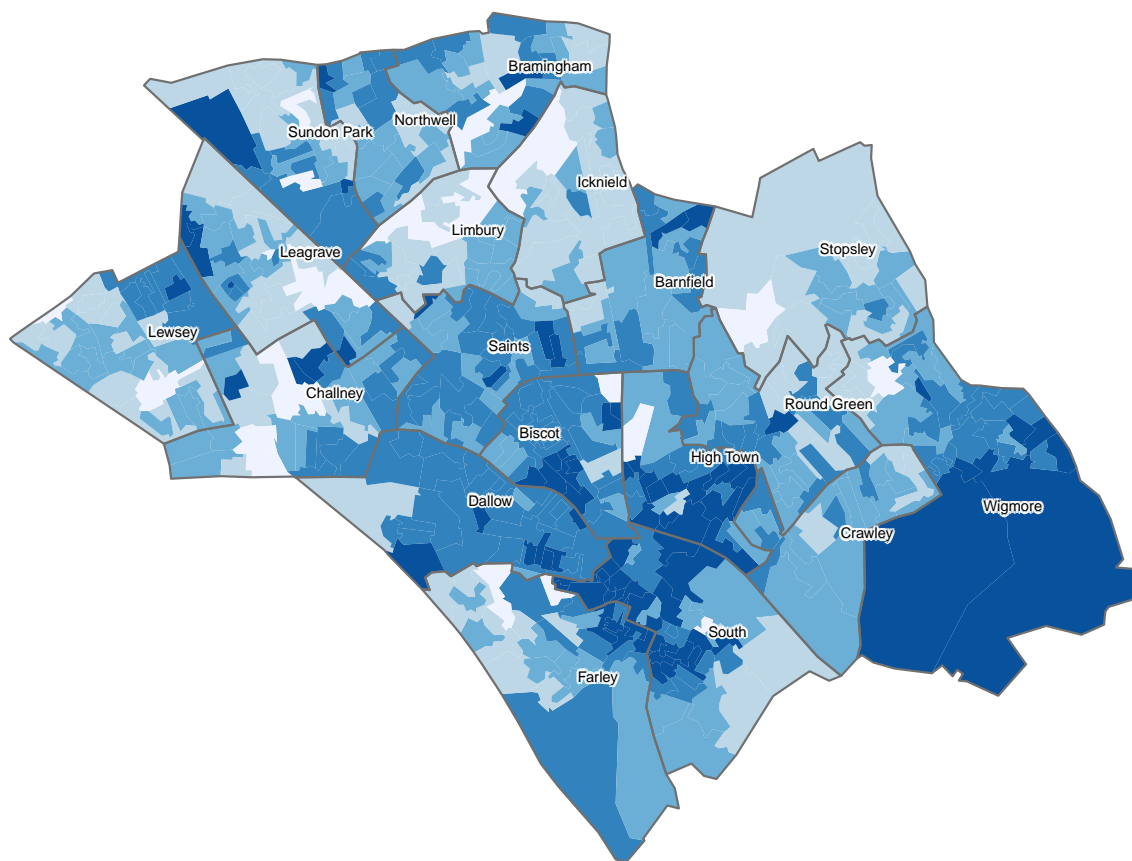 Bramingham
Northwell
Sundon Park
Icknield
Limbury
Stopsley
Leagrave
Barnfield
Lewsey
Saints
Challney
Round Green
Biscot
High Town
Dallow
Wigmore
Crawley
South
Farley